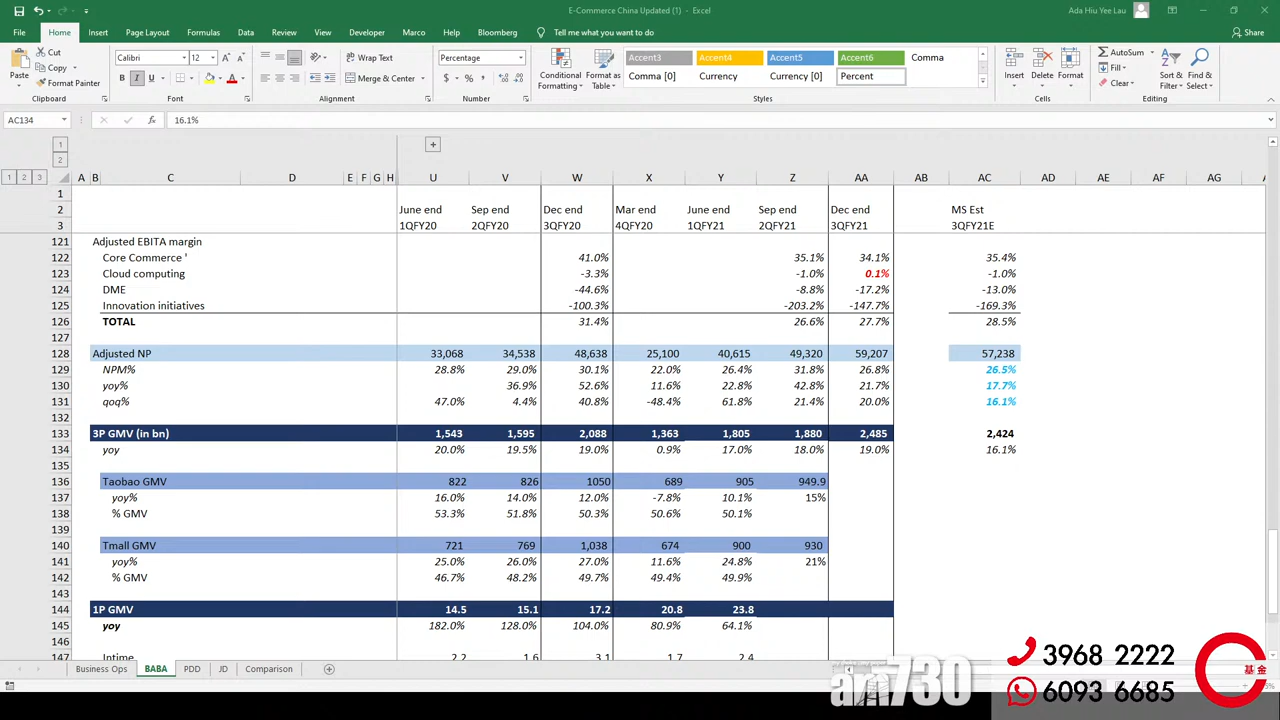 E-Commerce China Updated (1) - Excel
Ada Hiu Yee Lau
File Home Insert Page Layout Formulas Data Review View Developer Marco Help Bloomberg Tell me what you want to do Share
Cut
Copy
Format Painter
Paste
Clipboard
Calibri 12
B I U
Font
Wrap Text
Merge & Center
Alignment
Percentage
Number
Conditional Formatting
Format as Table
Accent3 Accent4 Accent5 Accent6 Comma
Comma [0] Currency Currency [0] Percent
Styles
Insert Delete Format
Cells
AutoSum
Fill
Clear
Sort & Filter
Find & Select
Editing
AC134 fx 16.1%
1
2
1 2 3
A B C D E F G H U V W X Y Z AA AB AC AD AE AF AG AH
1
2 June end Sep end Dec end Mar end June end Sep end Dec end MS Est
3 1QFY20 2QFY20 3QFY20 4QFY20 1QFY21 2QFY21 3QFY21 3QFY21E
121 Adjusted EBITA margin
122 Core Commerce ' 41.0% 35.1% 34.1% 35.4%
123 Cloud computing -3.3% -1.0% 0.1% -1.0%
124 DME -44.6% -8.8% -17.2% -13.0%
125 Innovation initiatives -100.3% -203.2% -147.7% -169.3%
126 TOTAL 31.4% 26.6% 27.7% 28.5%
127
128 Adjusted NP 33,068 34,538 48,638 25,100 40,615 49,320 59,207 57,238
129 NPM% 28.8% 29.0% 30.1% 22.0% 26.4% 31.8% 26.8% 26.5%
130 yoy% 36.9% 52.6% 11.6% 22.8% 42.8% 21.7% 17.7%
131 qoq% 47.0% 4.4% 40.8% -48.4% 61.8% 21.4% 20.0% 16.1%
132
133 3P GMV (in bn) 1,543 1,595 2,088 1,363 1,805 1,880 2,485 2,424
134 yoy 20.0% 19.5% 19.0% 0.9% 17.0% 18.0% 19.0% 16.1%
135
136 Taobao GMV 822 826 1050 689 905 949.9
137 yoy% 16.0% 14.0% 12.0% -7.8% 10.1% 15%
138 % GMV 53.3% 51.8% 50.3% 50.6% 50.1%
139
140 Tmall GMV 721 769 1,038 674 900 930
141 yoy% 25.0% 26.0% 27.0% 11.6% 24.8% 21%
142 % GMV 46.7% 48.2% 49.7% 49.4% 49.9%
143
144 1P GMV 14.5 15.1 17.2 20.8 23.8
145 yoy 182.0% 128.0% 104.0% 80.9% 64.1%
146
147 Intime 2.2 1.6 3.1 1.7 2.4
Business Ops BABA PDD JD Comparison
am730
3968 2222
6093 6685
基金